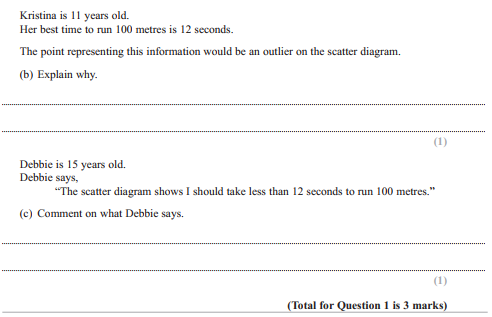 Kristina is 11 years old.
Her best time to run 100 metres is 12 seconds.
The point representing this information would be an outlier on the scatter diagram.
(b) Explain why.
(1)
Debbie is 15 years old.
Debbie says,
“The scatter diagram shows I should take less than 12 seconds to run 100 metres.”
(c) Comment on what Debbie says.
(1)
(Total for Question 1 is 3 marks)